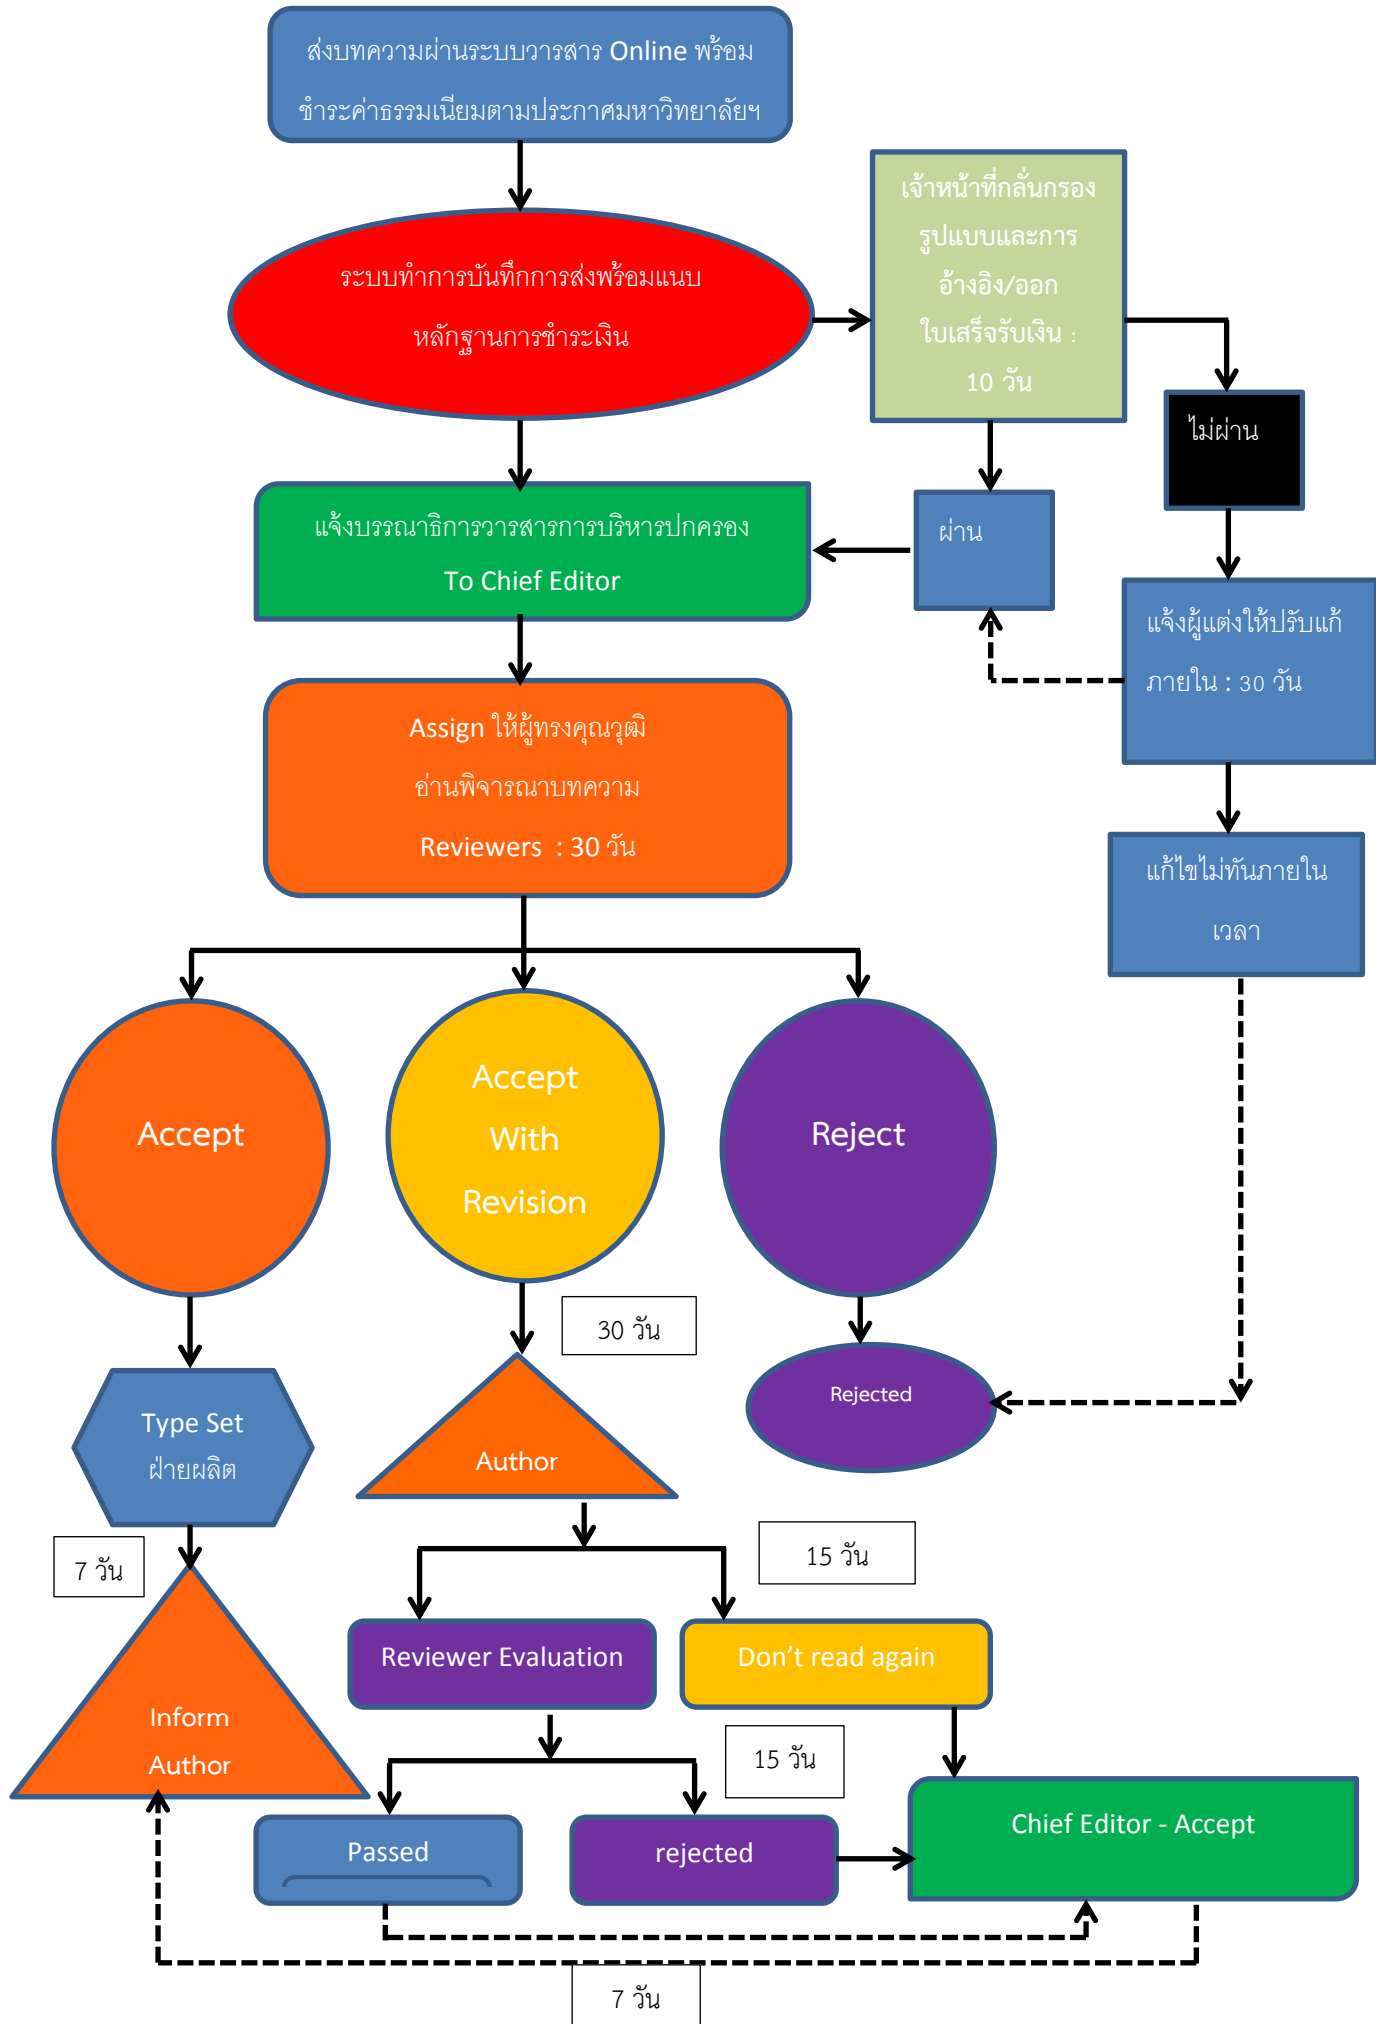 ส่งบทความผ่านระบบวารสาร Online พร้อม
ชำระค่าธรรมเนียมตามประกาศมหาวิทยาลัยฯ
ระบบทำการบันทึกการส่งพร้อมแนบ
หลักฐานการชำระเงิน
เจ้าหน้าที่กลั่นกรอง
รูปแบบและการ
อ้างอิง/ออก
ใบเสร็จรับเงิน :
10 วัน
ไม่ผ่าน
แจ้งบรรณาธิการวารสารการบริหารปกครอง
To Chief Editor
ผ่าน
แจ้งผู้แต่งให้ปรับแก้
ภายใน : 30 วัน
Assign ให้ผู้ทรงคุณวุฒิ
อ่านพิจารณาบทความ
Reviewers : 30 วัน
แก้ไขไม่ทันภายใน
เวลา
Accept
Accept
With
Revision
Reject
30 วัน
Rejected
Type Set
ฝ่ายผลิต
Author
7 วัน
15 วัน
Reviewer Evaluation
Don't read again
Inform
Author
15 วัน
Passed
rejected
Chief Editor - Accept
7 วัน